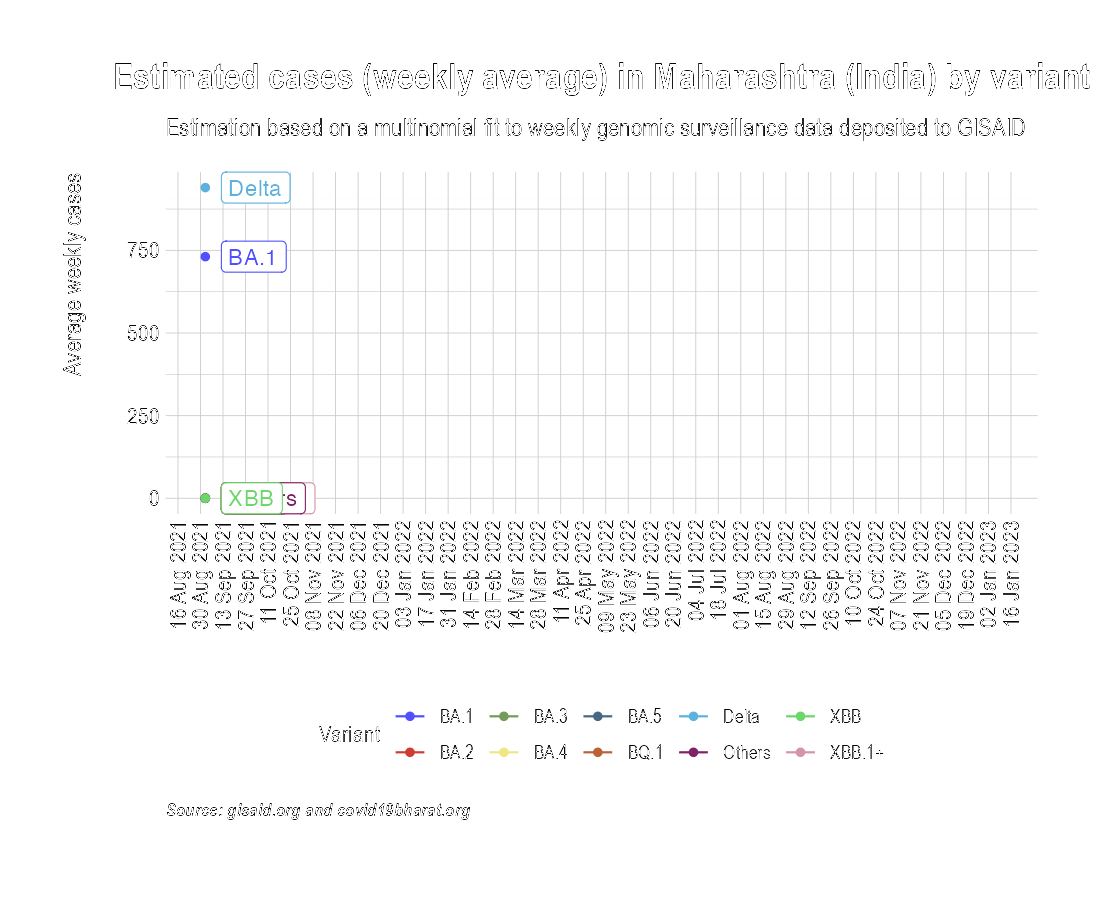 Estimated cases (weekly average) in Maharashtra (India) by variant
Estimation based on a multinomial fit to weekly genomic surveillance data deposited to GISAID
Average weekly cases
750
500
250
0
Delta
BA.1
XBB
rs
16 Aug 2021
30 Aug 2021
13 Sep 2021
27 Sep 2021
11 Oct 2021
25 Oct 2021
08 Nov 2021
22 Nov 2021
06 Dec 2021
20 Dec 2021
03 Jan 2022
17 Jan 2022
31 Jan 2022
14 Feb 2022
28 Feb 2022
14 Mar 2022
28 Mar 2022
11 Apr 2022
25 Apr 2022
09 May 2022
23 May 2022
06 Jun 2022
20 Jun 2022
04 Jul 2022
18 Jul 2022
01 Aug 2022
15 Aug 2022
29 Aug 2022
12 Sep 2022
26 Sep 2022
10 Oct 2022
24 Oct 2022
07 Nov 2022
21 Nov 2022
05 Dec 2022
19 Dec 2022
02 Jan 2023
16 Jan 2023
Variant
BA.1 BA.3 BA.5 Delta XBB
BA.2 BA.4 BQ.1 Others XBB.1+
Source: gisaid.org and covid19bharat.org